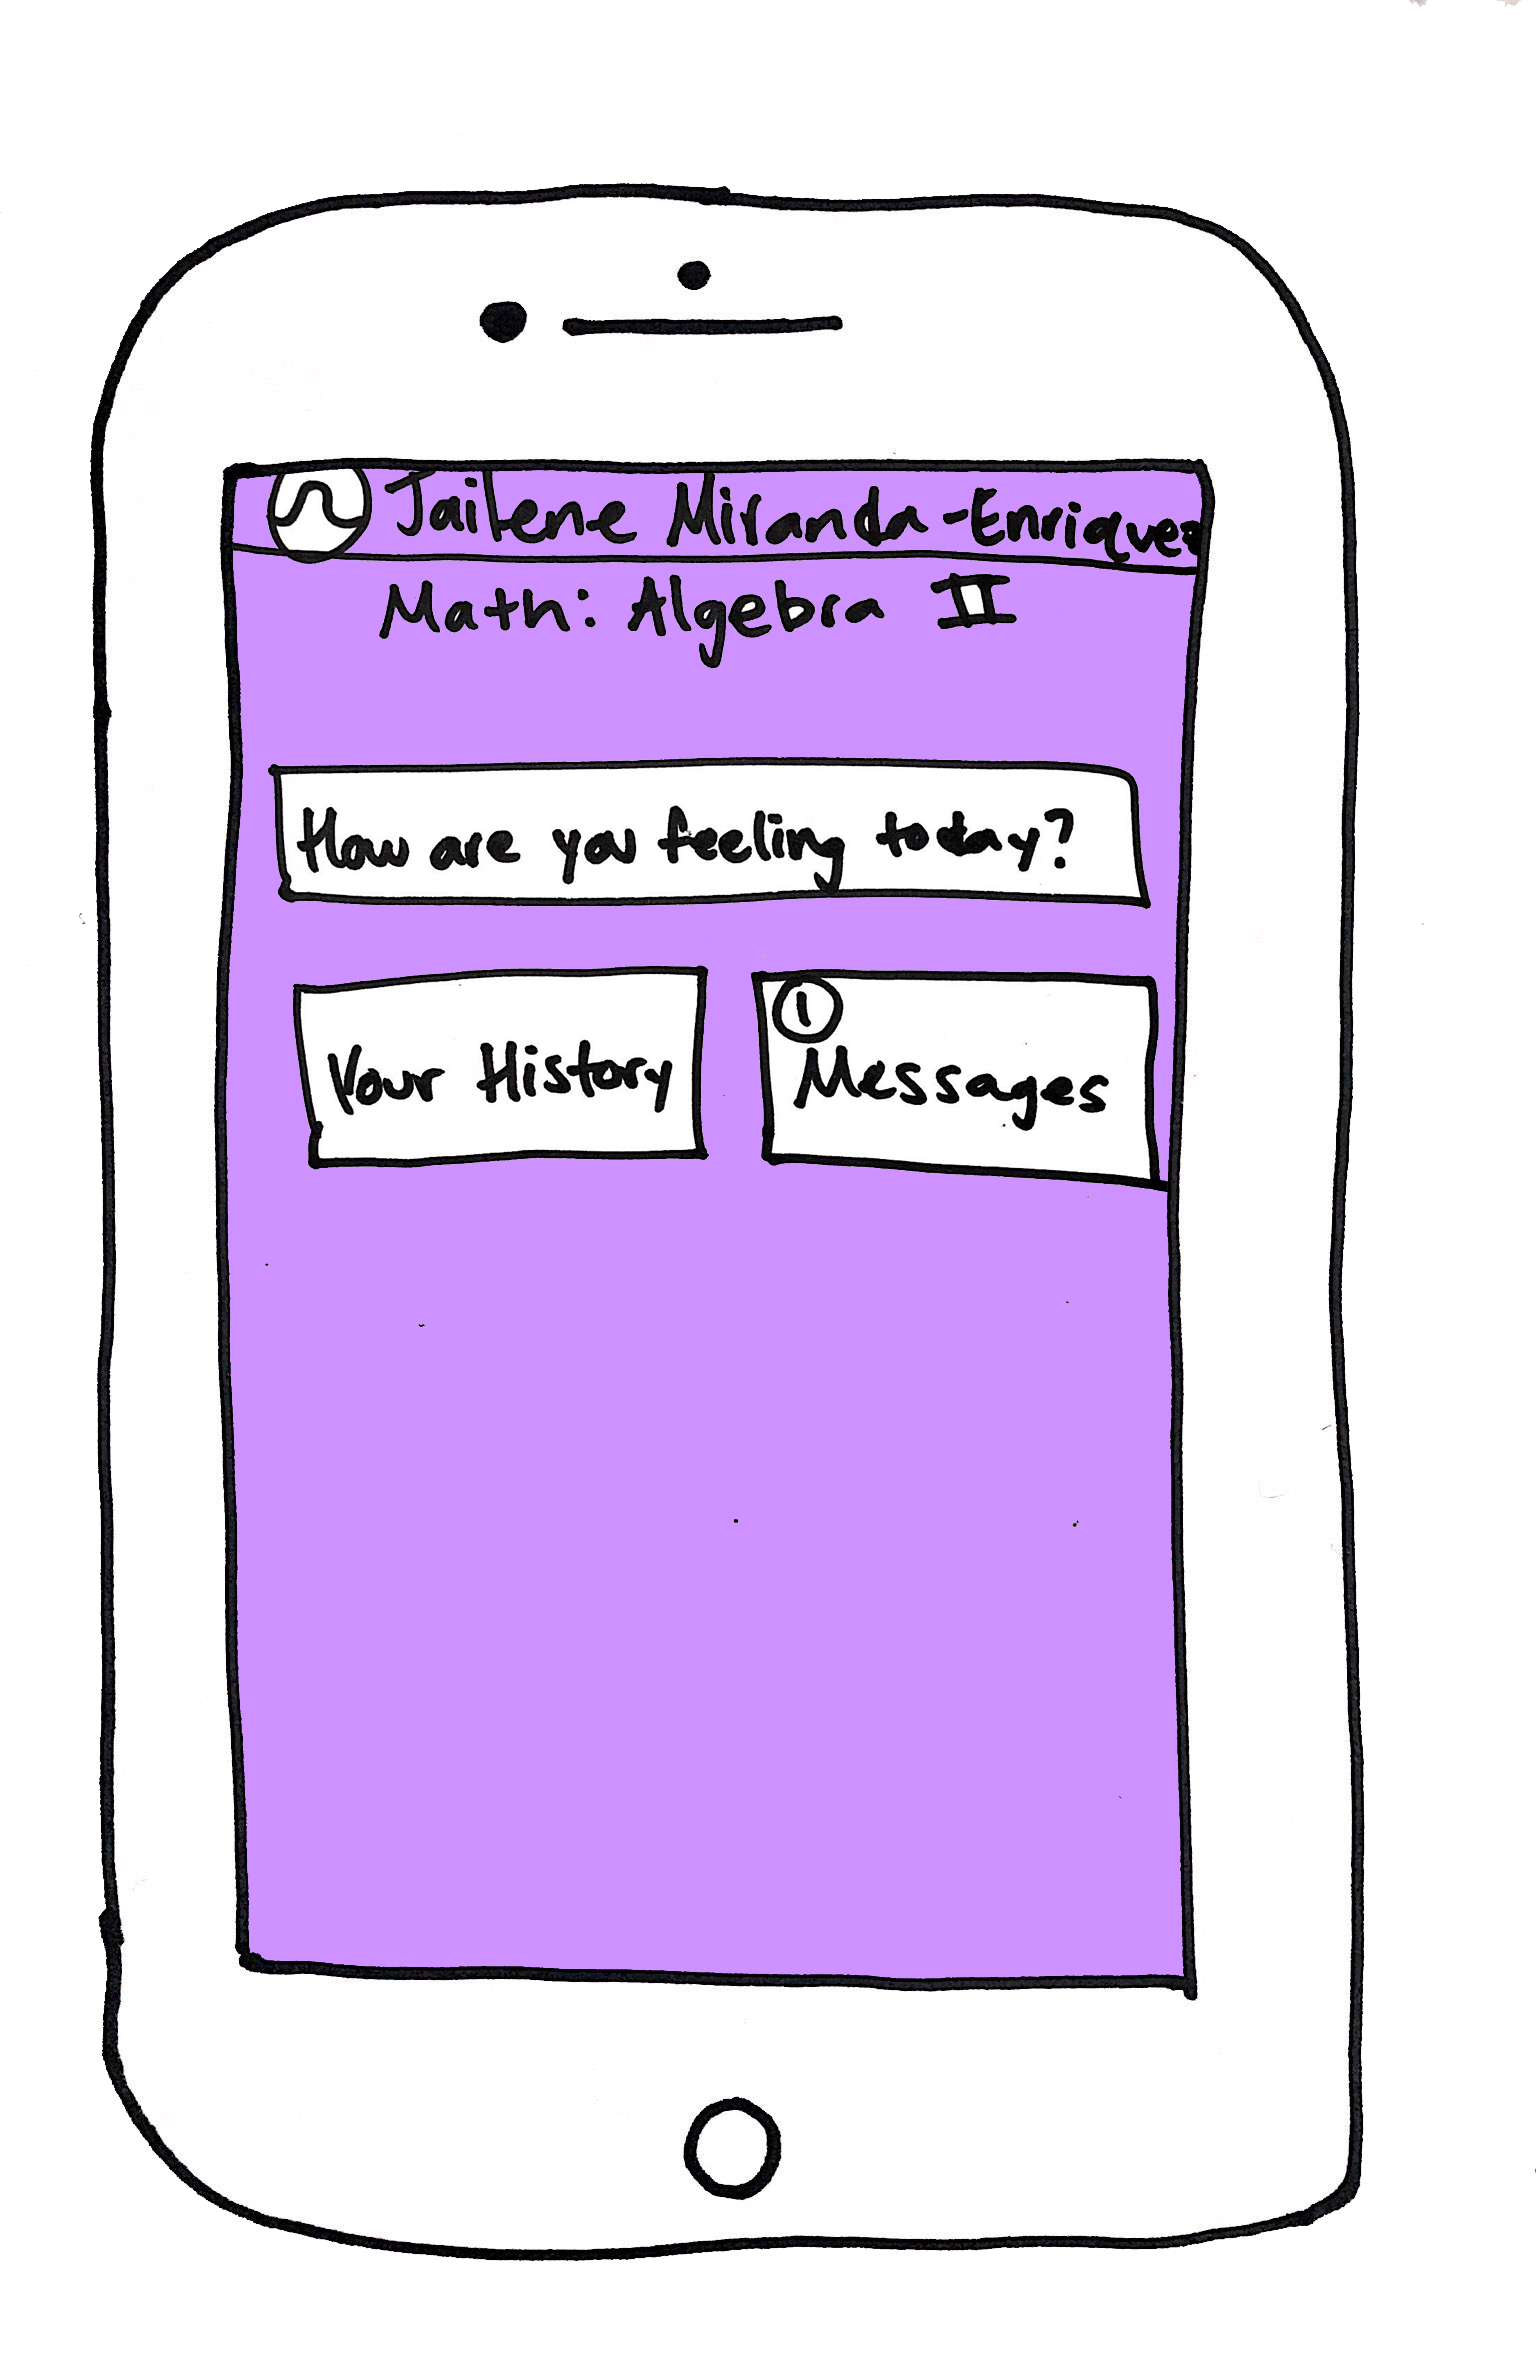 Jailene Miranda-Enriquez
Math: Algebra II
How are you feeling today?
Your History
1
Messages